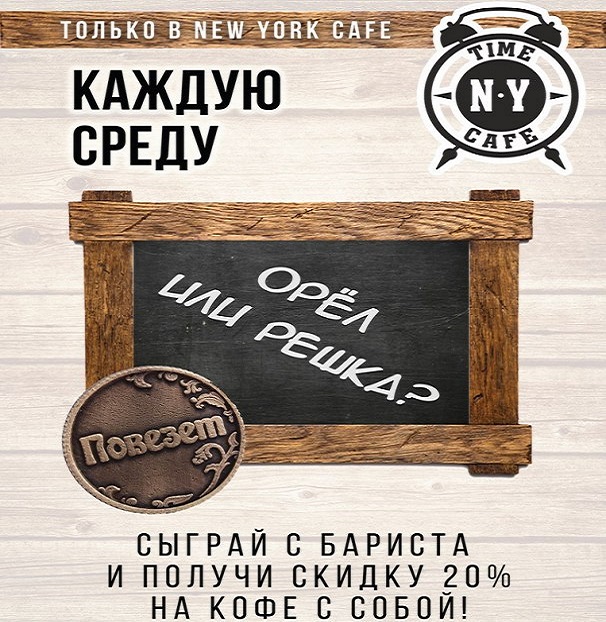 ТОЛЬКО В NEW YORK CAFE
TIME
N·Y
CAFE
КАЖДУЮ
СРЕДУ
ОРЁЛ
ИЛИ РЕШКА?
Повезет
СЫГРАЙ С БАРИСТА
И ПОЛУЧИ СКИДКУ 20%
НА КОФЕ С СОБОЙ!